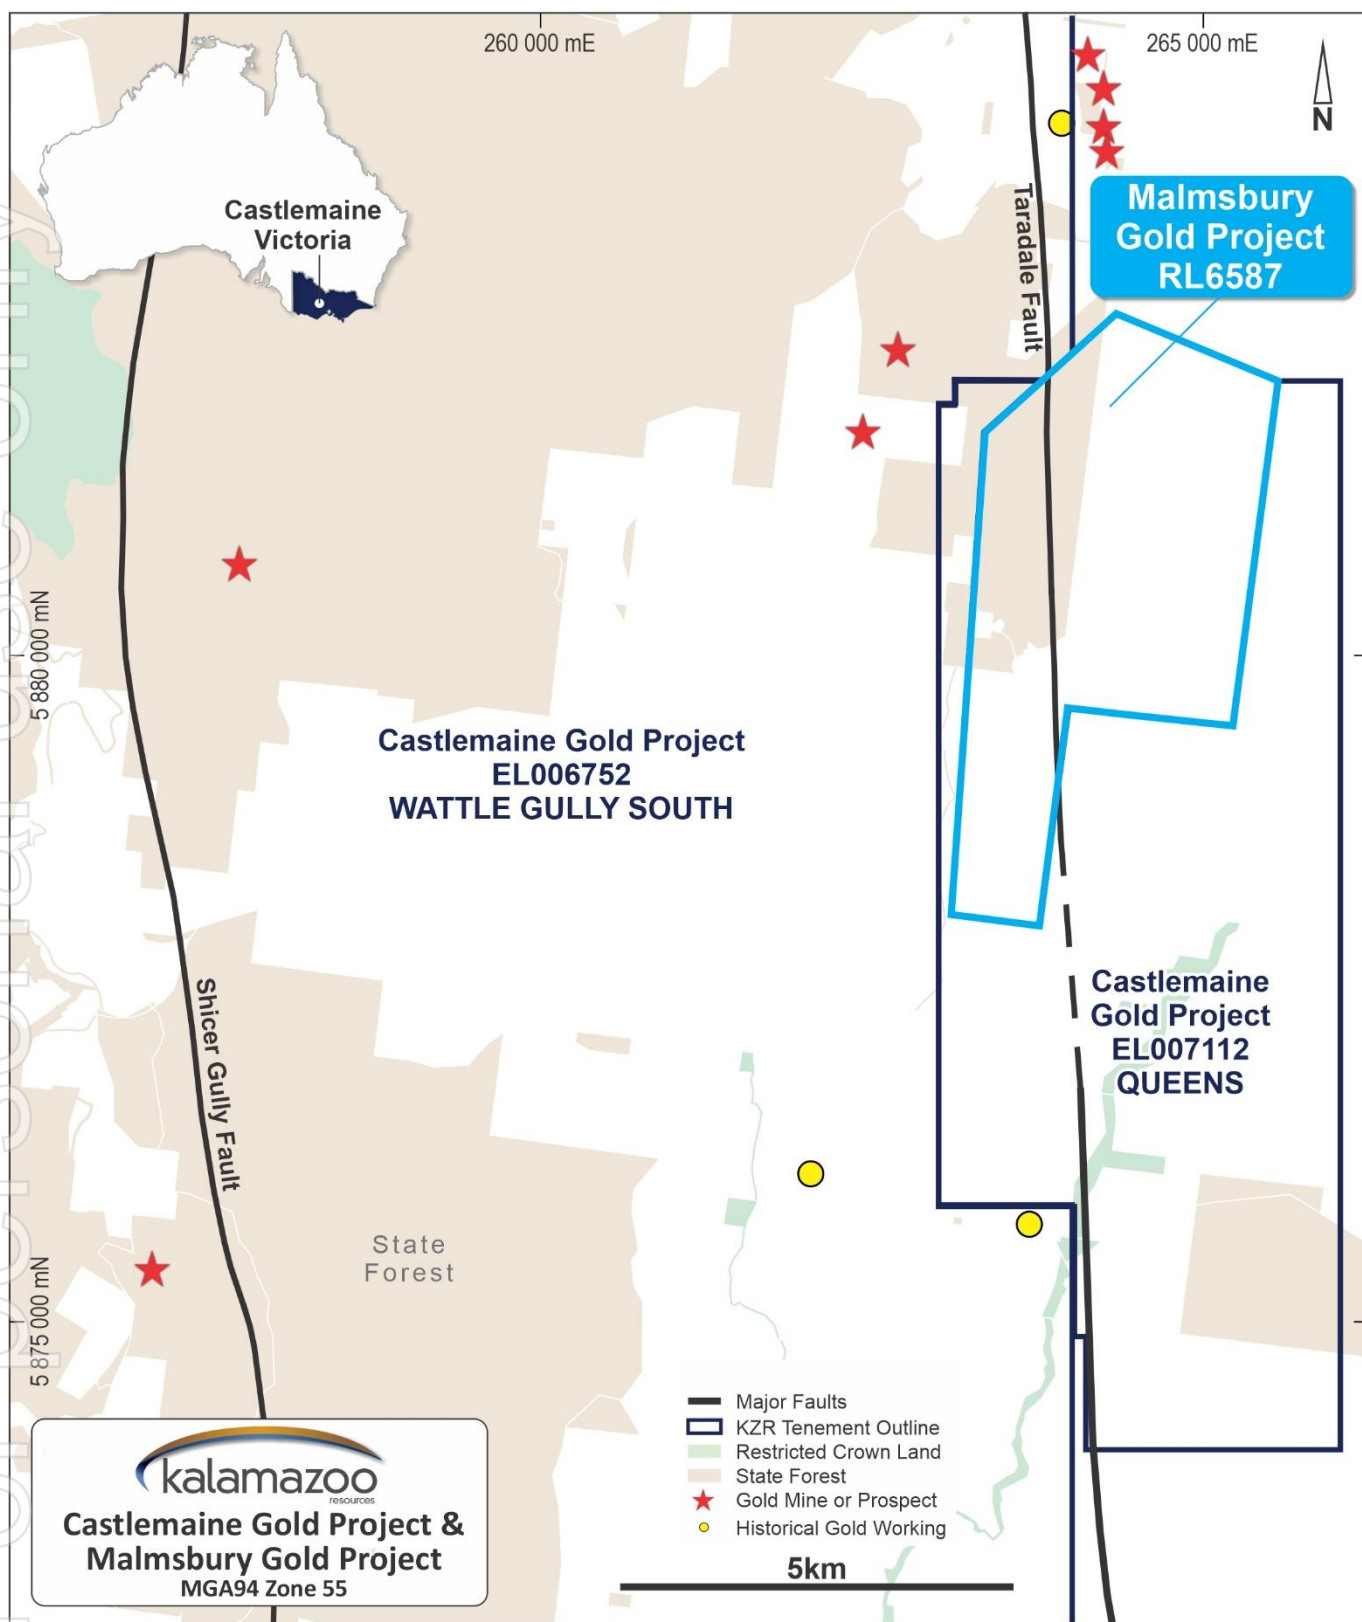 260 000 mE
265 000 mE
N
Castlemaine
Victoria
Taradale Fault
Malmsbury
Gold Project
RL6587
5 880 000 mN
Castlemaine Gold Project
EL006752
WATTLE GULLY SOUTH
Shicer Gully Fault
Castlemaine
Gold Project
EL007112
QUEENS
State
Forest
5 875 000 mN
Major Faults
KZR Tenement Outline
Restricted Crown Land
State Forest
Gold Mine or Prospect
Historical Gold Working
5km
kalamazoo
resources
Castlemaine Gold Project &
Malmsbury Gold Project
MGA94 Zone 55